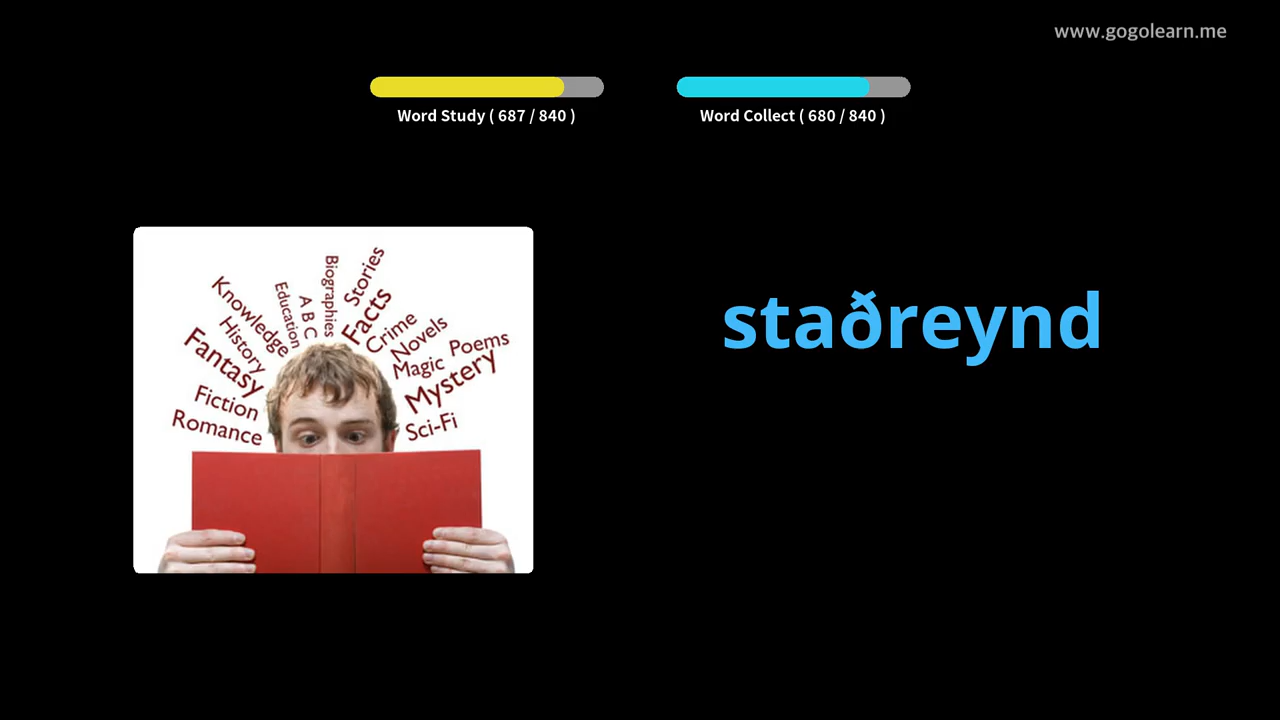 www.gogolearn.me
Word Study ( 687 / 840 )
Word Collect ( 680 / 840 )
staðreynd
Stories
Biographies
Facts
Knowledge
Education
A B C
Crime
History
Novels
Fantasy
Magic
Poems
Mystery
Fiction
Romance
Sci-Fi